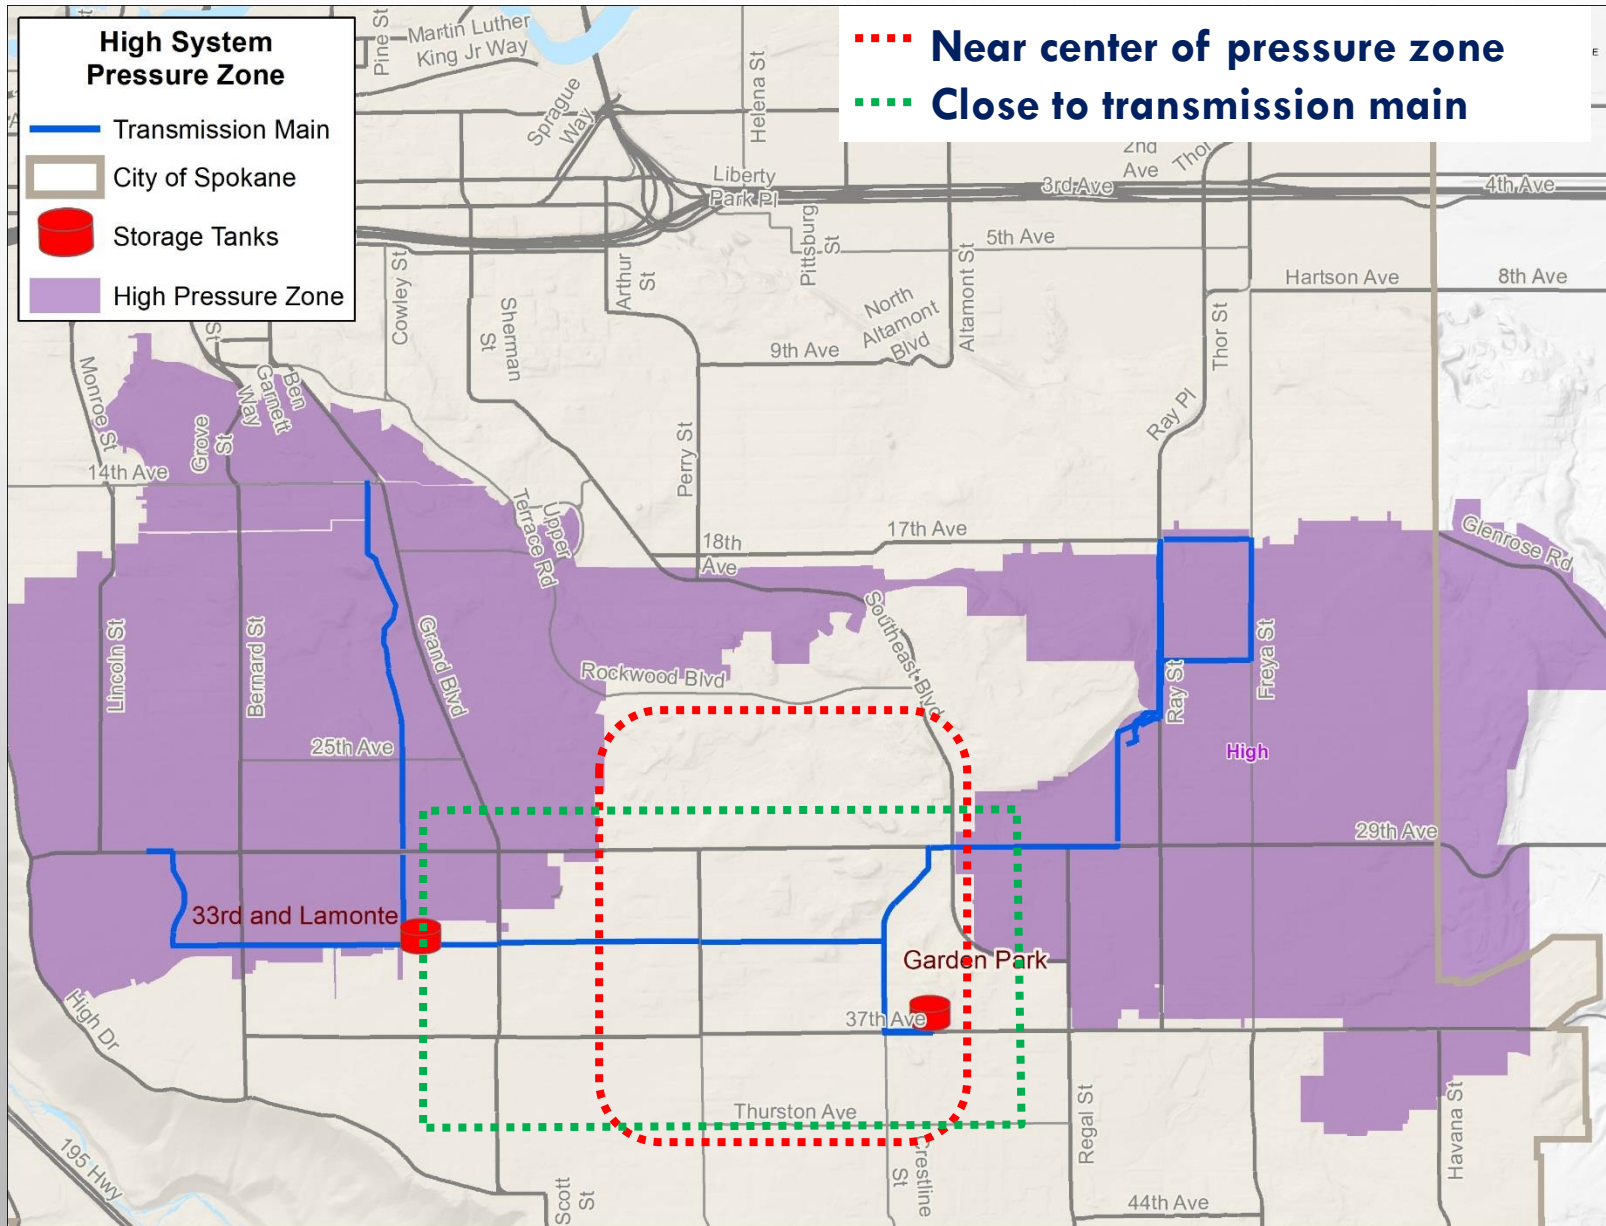 High System
Pressure Zone
Transmission Main
City of Spokane
Storage Tanks
High Pressure Zone
Near center of pressure zone
Close to transmission main
Pine St
Martin Luther
King Jr Way
Sprague
Way
Helena St
E
2nd
Ave
Thor
Liberty
Park Pl
3rd Ave
4th Ave
Pittsburg
St
5th Ave
Cowley St
Arthur
St
Altamont St
Hartson Ave
8th Ave
St
Sherman
St
North
Altamont
Blvd
Thor St
9th Ave
Monroe St
Ben
Garnett
Way
Grove
St
Ray Pl
14th Ave
Perry St
Upper
Terrace Rd
18th
Ave
17th Ave
Glenrose Rd
Lincoln St
Bernard St
Grand Blvd
Southeast Blvd
Rockwood Blvd
Ray St
Freya St
25th Ave
High
29th Ave
33rd and Lamonte
Garden Park
High Dr
37th Ave
Thurston Ave
Regal St
Havana St
Crestline
St
195 Hwy
Scott
St
44th Ave